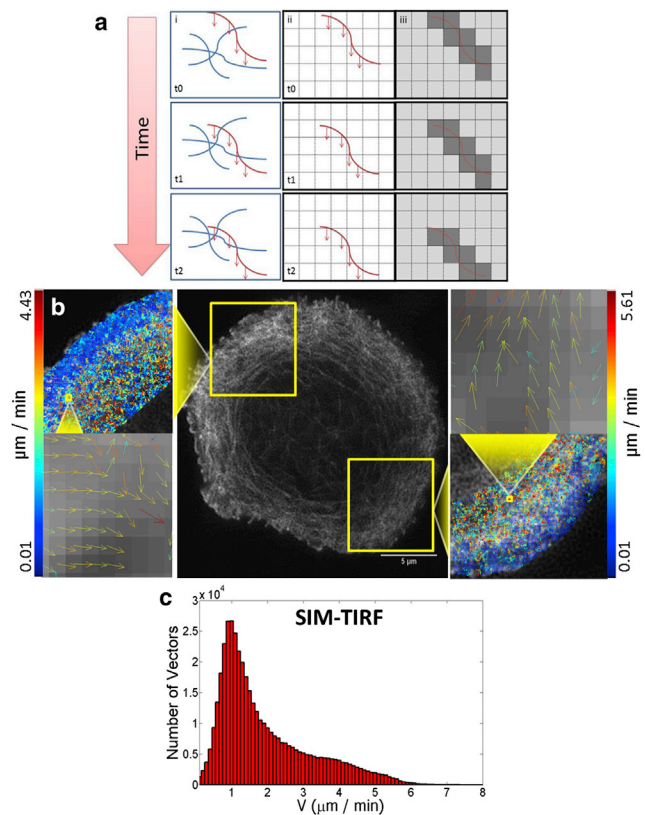 a
Time
i
ii
iii
t0
t0
t1
t1
t2
t2
b
4.43
µm / min
0.01
5 µm
5.61
µm / min
0.01
c
SIM-TIRF
3 x 10⁴
2.5
2
1.5
1
0.5
0
Number of Vectors
1 2 3 4 5 6 7 8
V (µm / min)